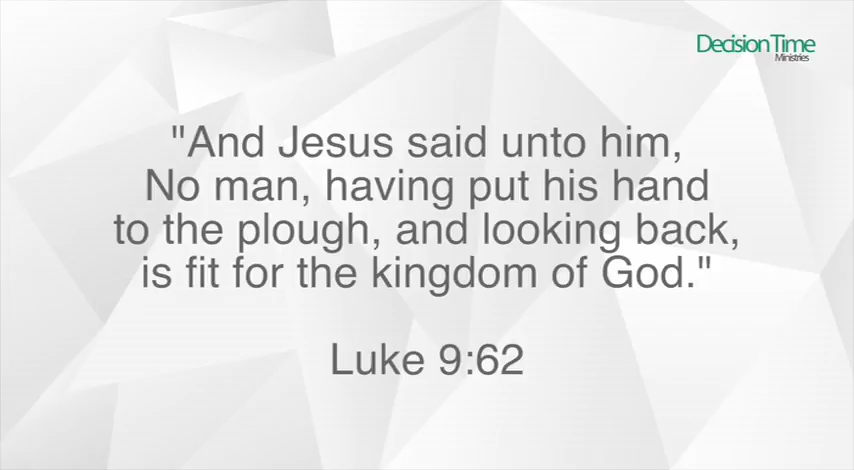 DecisionTime
Ministries
"And Jesus said unto him,
No man, having put his hand
to the plough, and looking back,
is fit for the kingdom of God."
Luke 9:62